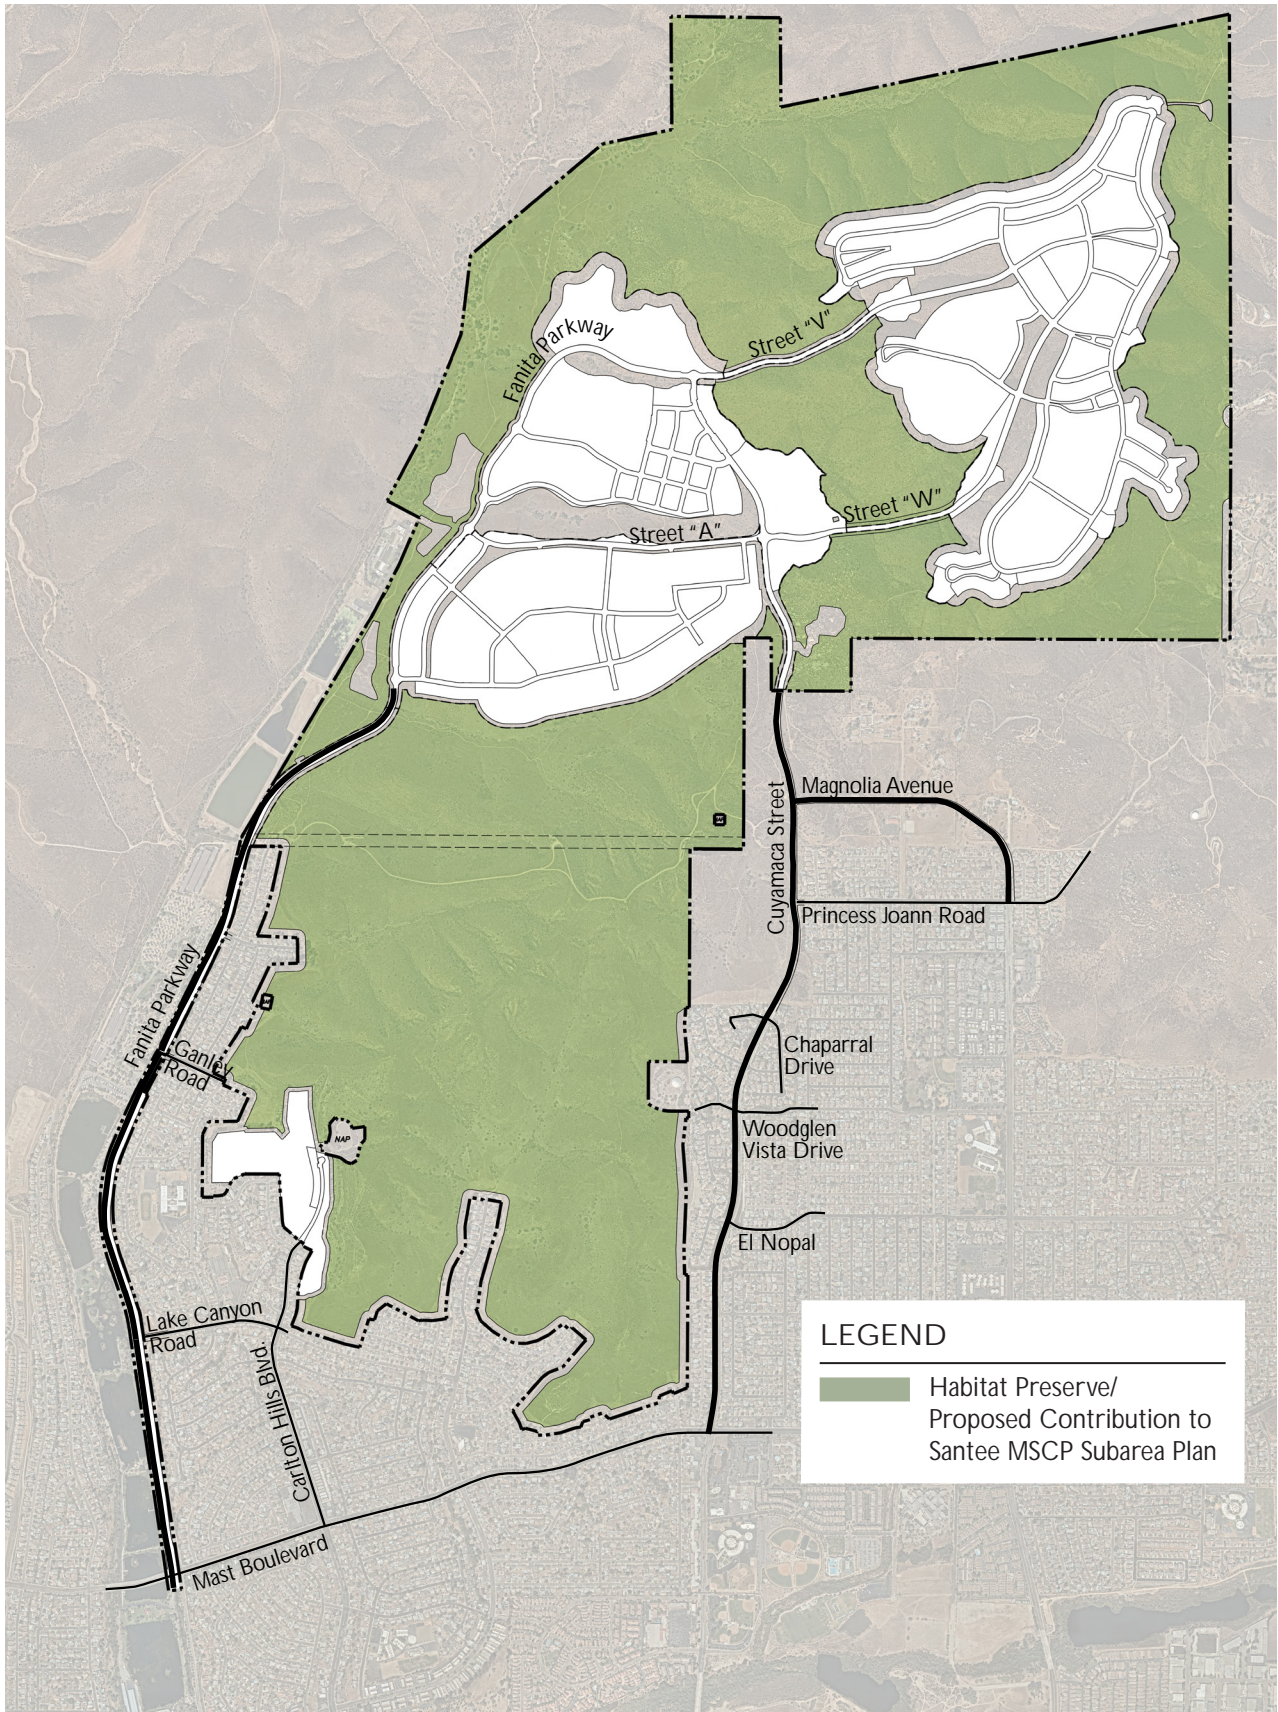 Fanita Parkway
Street “V”
Street “W”
Street “A”
Magnolia Avenue
Cuyamaca Street
Princess Joann Road
Fanita Parkway
Ganley
Road
Chaparral
Drive
NAP
Woodglen
Vista Drive
El Nopal
Lake Canyon
Road
Carlton Hills Blvd.
Mast Boulevard
LEGEND
Habitat Preserve/
Proposed Contribution to
Santee MSCP Subarea Plan